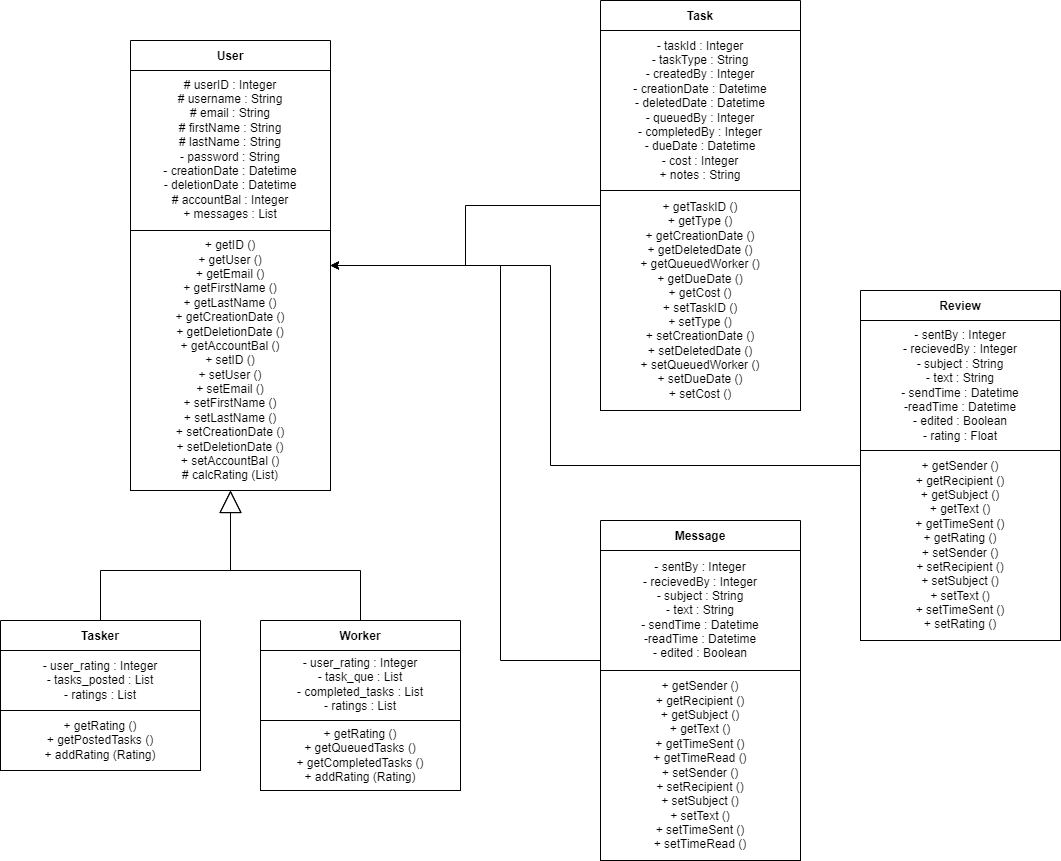 User
# userID : Integer
# username : String
# email : String
# firstName : String
# lastName : String
- password : String
- creationDate : Datetime
- deletionDate : Datetime
# accountBal : Integer
+ messages : List
+ getID ()
+ getUser ()
+ getEmail ()
+ getFirstName ()
+ getLastName ()
+ getCreationDate ()
+ getDeletionDate ()
+ getAccountBal ()
+ setID ()
+ setUser ()
+ setEmail ()
+ setFirstName ()
+ setLastName ()
+ setCreationDate ()
+ setDeletionDate ()
+ setAccountBal ()
# calcRating (List)
Task
- taskId : Integer
- taskType : String
- createdBy : Integer
- creationDate : Datetime
- deletedDate : Datetime
- queuedBy : Integer
- completedBy : Integer
- dueDate : Datetime
- cost : Integer
+ notes : String
+ getTaskID ()
+ getType ()
+ getCreationDate ()
+ getDeletedDate ()
+ getQueuedWorker ()
+ getDueDate ()
+ getCost ()
+ setTaskID ()
+ setType ()
+ setCreationDate ()
+ setDeletedDate ()
+ setQueuedWorker ()
+ setDueDate ()
+ setCost ()
Review
- sentBy : Integer
- recievedBy : Integer
- subject : String
- text : String
- sendTime : Datetime
-readTime : Datetime
- edited : Boolean
- rating : Float
+ getSender ()
+ getRecipient ()
+ getSubject ()
+ getText ()
+ getTimeSent ()
+ getRating ()
+ setSender ()
+ setRecipient ()
+ setSubject ()
+ setText ()
+ setTimeSent ()
+ setRating ()
Message
- sentBy : Integer
- recievedBy : Integer
- subject : String
- text : String
- sendTime : Datetime
-readTime : Datetime
- edited : Boolean
+ getSender ()
+ getRecipient ()
+ getSubject ()
+ getText ()
+ getTimeSent ()
+ getTimeRead ()
+ setSender ()
+ setRecipient ()
+ setSubject ()
+ setText ()
+ setTimeSent ()
+ setTimeRead ()
Tasker
- user_rating : Integer
- tasks_posted : List
- ratings : List
+ getRating ()
+ getPostedTasks ()
+ addRating (Rating)
Worker
- user_rating : Integer
- task_que : List
- completed_tasks : List
- ratings : List
+ getRating ()
+ getQueuedTasks ()
+ getCompletedTasks ()
+ addRating (Rating)